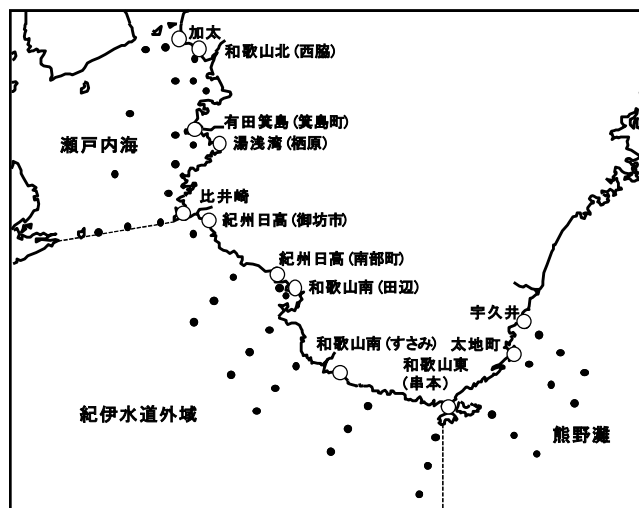 加太
和歌山北(西脇)
有田箕島(箕島町)
瀬戸内海
湯浅湾(栖原)
比井崎
紀州日高(御坊市)
紀州日高(南部町)
和歌山南(田辺)
宇久井
和歌山南(すさみ)
太地町
和歌山東
(串本)
紀伊水道外域
熊野灘